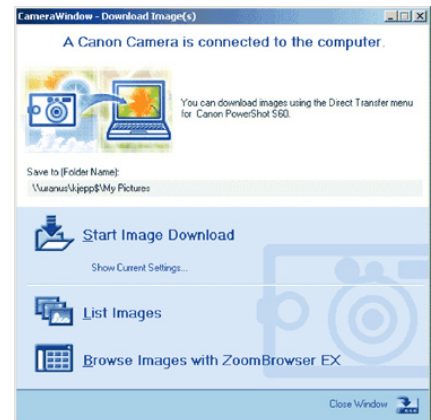 CameraWindow - Download Image(s)
A Canon Camera is connected to the computer.
You can download images using the Direct Transfer menu
for Canon PowerShot S60.
Save to (Folder Name):
\\uranus\kjepp$\My Pictures
Start Image Download
Show Current Settings...
List Images
Browse Images with ZoomBrowser EX
Close Window